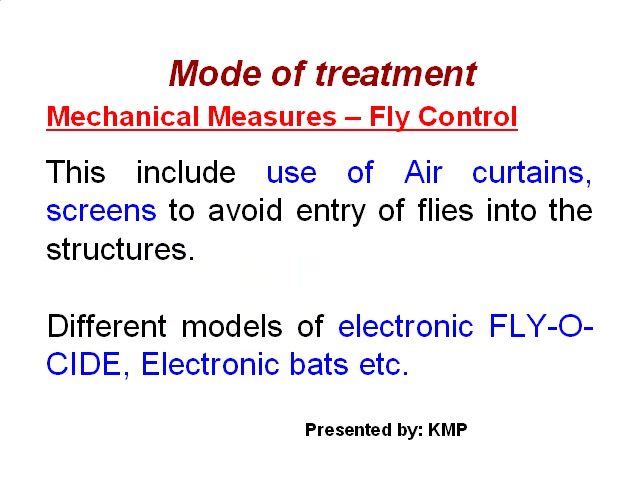 Mode of treatment
Mechanical Measures – Fly Control
This include use of Air curtains,
screens to avoid entry of flies into the
structures.
Different models of electronic FLY-O-
CIDE, Electronic bats etc.
Presented by: KMP